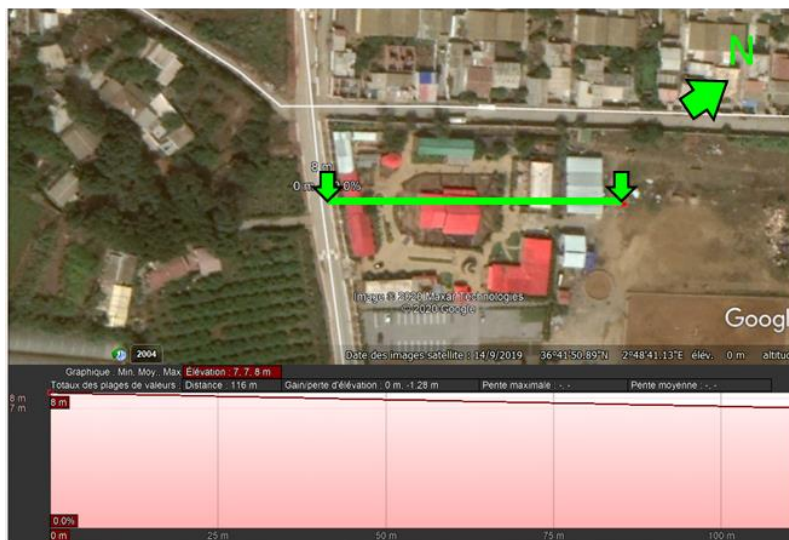 N
8 m
0 m
0%
Image © 2020 Maxar Technologies
© 2020 Google
Googl
2004
Date des images satellite : 14/9/2019 36°41'50.89"N 2°48'41.13"E élév. 0 m altitu
Graphique : Min, Moy., Max Élévation : 7, 7, 8 m
Totaux des plages de valeurs Distance : 116 m Gain/perte d'élévation : 0 m, -1.28 m Pente maximale : -, - Pente moyenne : -, -
8 m
7 m
8 m
0.0%
0 m 25 m 50 m 75 m 100 m